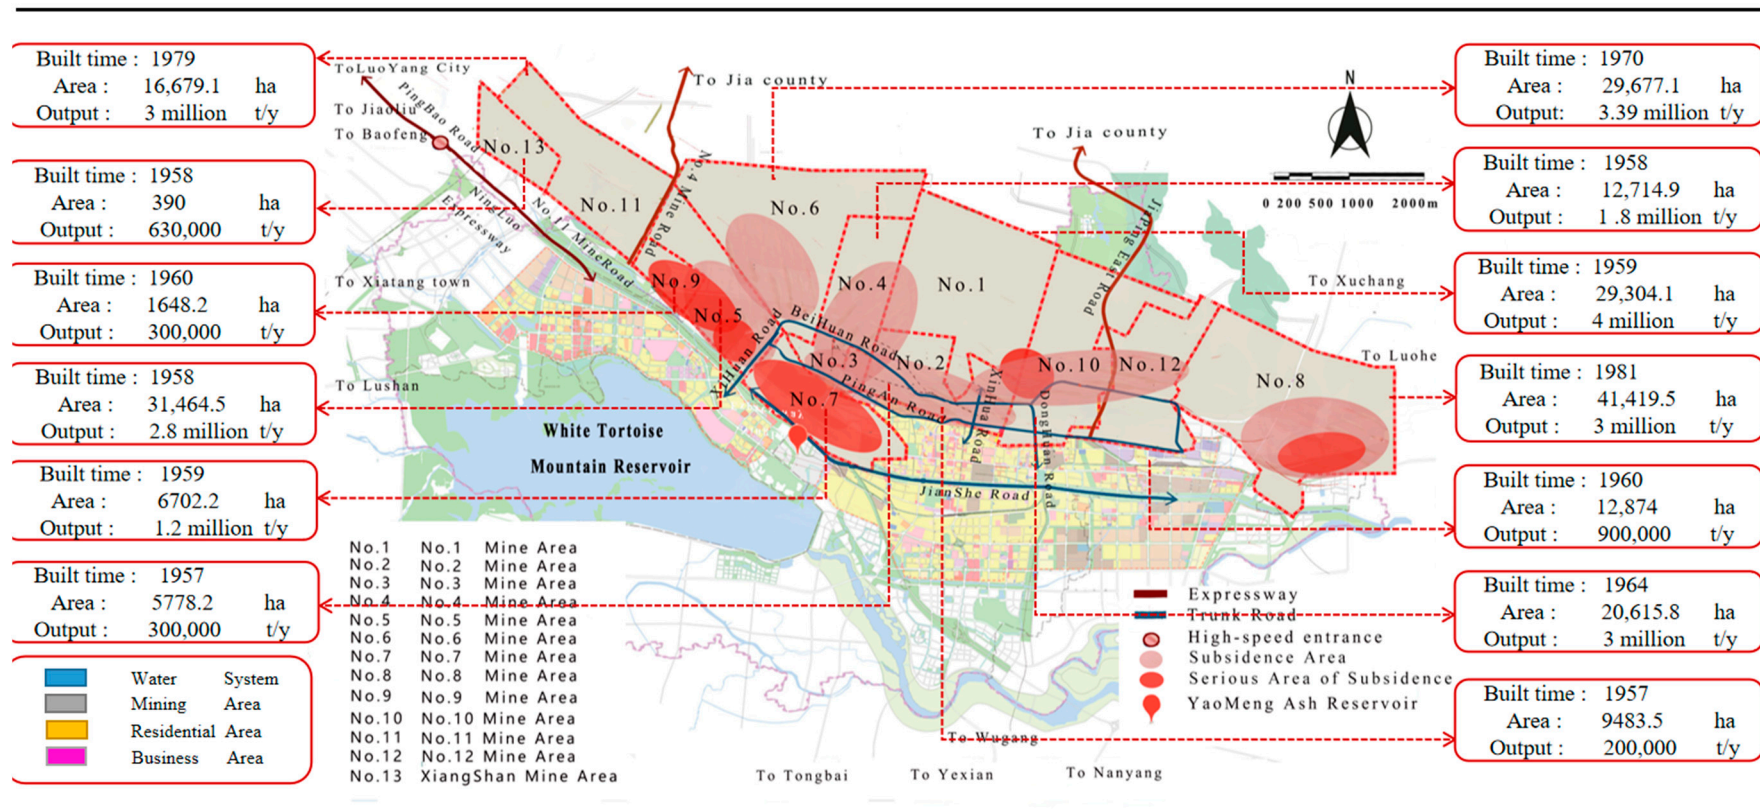 Built time : 1979
Area : 16,679.1 ha
Output : 3 million t/y
Built time : 1958
Area : 390 ha
Output : 630,000 t/y
Built time : 1960
Area : 1648.2 ha
Output : 300,000 t/y
Built time : 1958
Area : 31,464.5 ha
Output : 2.8 million t/y
Built time : 1959
Area : 6702.2 ha
Output : 1.2 million t/y
Built time : 1957
Area : 5778.2 ha
Output : 300,000 t/y
Water System
Mining Area
Residential Area
Business Area
ToLuoYang City
To Jiaoliu
To Baofeng
PingBao Road
NingLuo
Expressway
No.11 MineRoad
To Xiatang town
To Lushan
To Jia county
No.4 Mine Road
To Jia county
JiPing East Road
N
0 200 500 1000 2000m
To Xuchang
To Luohe
No.13
No.11
No.6
No.9
No.5
No.4
No.1
No.3
No.2
No.10
No.12
No.8
No.7
BeiHuan Road
XiHuan Road
PingAn Road
XinHuaRoad
DongHuan Road
JianShe Road
White Tortoise
Mountain Reservoir
No.1 No.1 Mine Area
No.2 No.2 Mine Area
No.3 No.3 Mine Area
No.4 No.4 Mine Area
No.5 No.5 Mine Area
No.6 No.6 Mine Area
No.7 No.7 Mine Area
No.8 No.8 Mine Area
No.9 No.9 Mine Area
No.10 No.10 Mine Area
No.11 No.11 Mine Area
No.12 No.12 Mine Area
No.13 XiangShan Mine Area
To Wugang
To Tongbai
To Yexian
To Nanyang
Expressway
Trunk Road
High-speed entrance
Subsidence Area
Serious Area of Subsidence
YaoMeng Ash Reservoir
Built time : 1970
Area : 29,677.1 ha
Output: 3.39 million t/y
Built time : 1958
Area : 12,714.9 ha
Output : 1.8 million t/y
Built time : 1959
Area : 29,304.1 ha
Output : 4 million t/y
Built time : 1981
Area : 41,419.5 ha
Output : 3 million t/y
Built time : 1960
Area : 12,874 ha
Output : 900,000 t/y
Built time : 1964
Area : 20,615.8 ha
Output : 3 million t/y
Built time : 1957
Area : 9483.5 ha
Output : 200,000 t/y